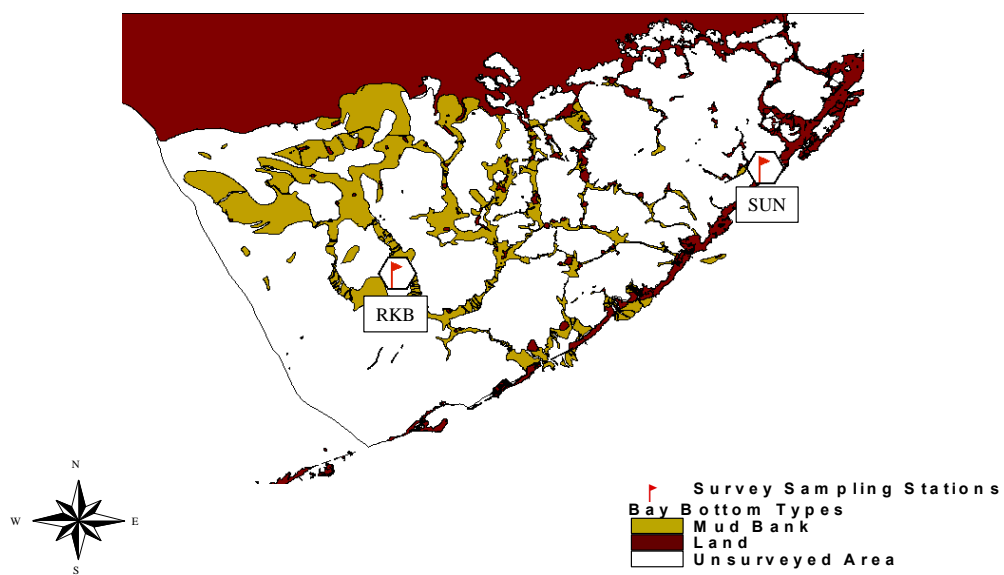 SUN
RKB
N
W E
S
Survey Sampling Stations
Bay Bottom Types
Mud Bank
Land
Unsurveyed Area